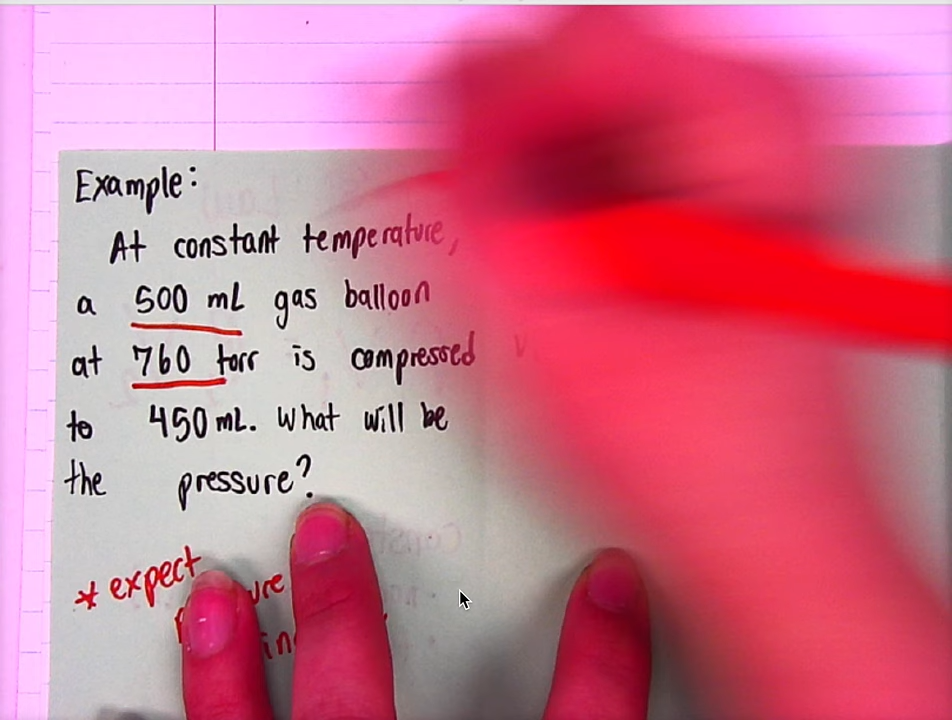 Example:
At constant temperature,
a 500 mL gas balloon
at 760 torr is compressed
to 450 mL. What will be
the pressure?
* expect